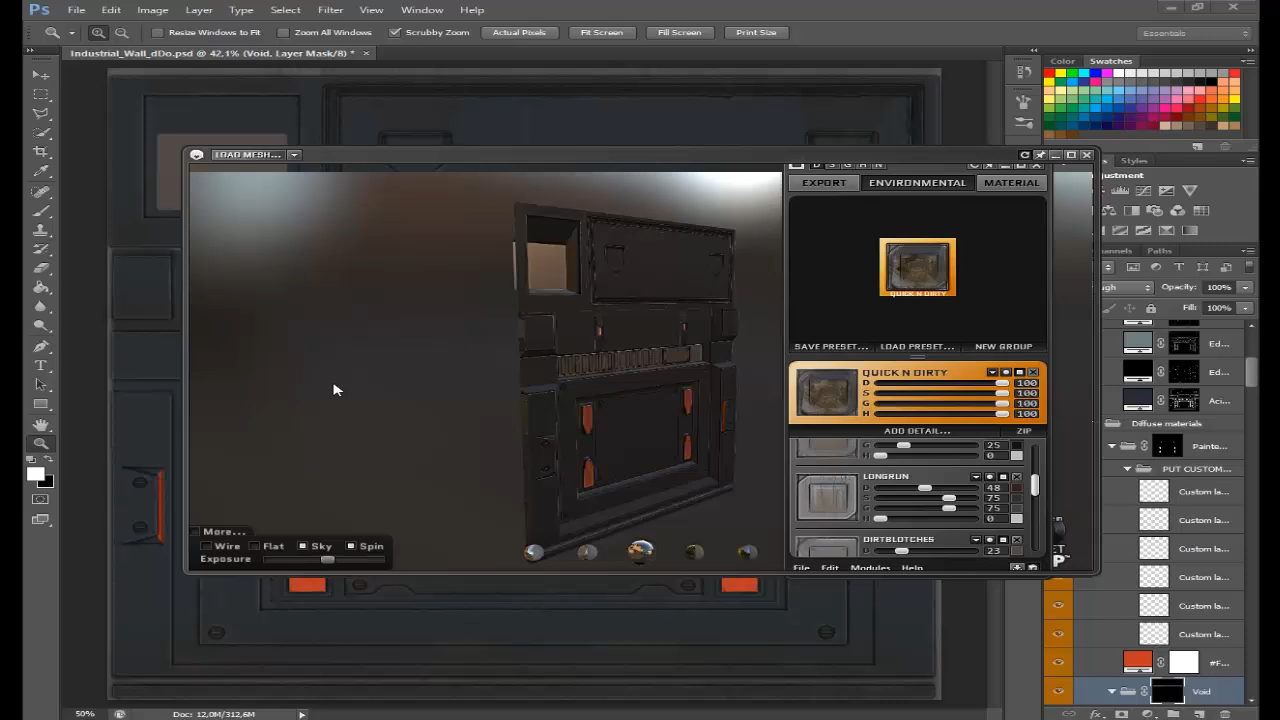 Ps File Edit Image Layer Type Select Filter View Window Help
Resize Windows to Fit Zoom All Windows Scrubby Zoom Actual Pixels Fit Screen Fill Screen Print Size Essentials
Industrial_Wall_dDo.psd @ 42,1% (Void, Layer Mask/8) * ×
Color Swatches
LOAD MESH...
Styles
EXPORT ENVIRONMENTAL MATERIAL
Paths
Opacity: 100%
Fill: 100%
QUICK N DIRTY
SAVE PRESET... LOAD PRESET... NEW GROUP
Ed...
QUICK N DIRTY
D 100
S 100
G 100
H 100
Ed...
Aci...
Diffuse materials
ADD DETAIL... ZIP
Painte...
G 25
H 0
PUT CUSTOM...
LONGRUN
D 48
S 75
G 75
H 0
Custom la...
Custom la...
DIRTBLOTCHES
D 23
Custom la...
More...
Wire Flat Sky Spin
Exposure
File Edit Modules Help
Custom la...
Custom la...
Custom la...
#F...
Void
50% Doc: 12,0M/312,6M